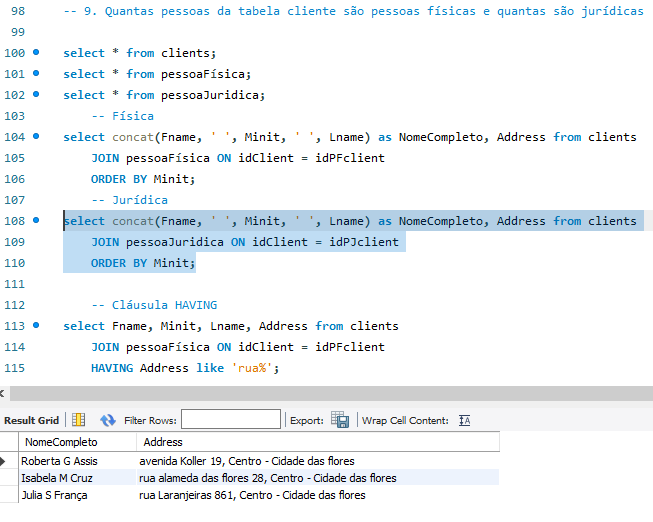 98 -- 9. Quantas pessoas da tabela cliente são pessoas físicas e quantas são jurídicas
99
100 select * from clients;
101 select * from pessoaFísica;
102 select * from pessoaJuridica;
103 -- Física
104 select concat(Fname, ' ', Minit, ' ', Lname) as NomeCompleto, Address from clients
105 JOIN pessoaFísica ON idClient = idPFclient
106 ORDER BY Minit;
107 -- Jurídica
108 select concat(Fname, ' ', Minit, ' ', Lname) as NomeCompleto, Address from clients
109 JOIN pessoaJuridica ON idClient = idPJclient
110 ORDER BY Minit;
111
112 -- Cláusula HAVING
113 select Fname, Minit, Lname, Address from clients
114 JOIN pessoaFísica ON idClient = idPFclient
115 HAVING Address like 'rua%';
Result Grid Filter Rows: Export: Wrap Cell Content: IA
NomeCompleto Address
Roberta G Assis avenida Koller 19, Centro - Cidade das flores
Isabela M Cruz rua alameda das flores 28, Centro - Cidade das flores
Julia S França rua Laranjeiras 861, Centro - Cidade das flores